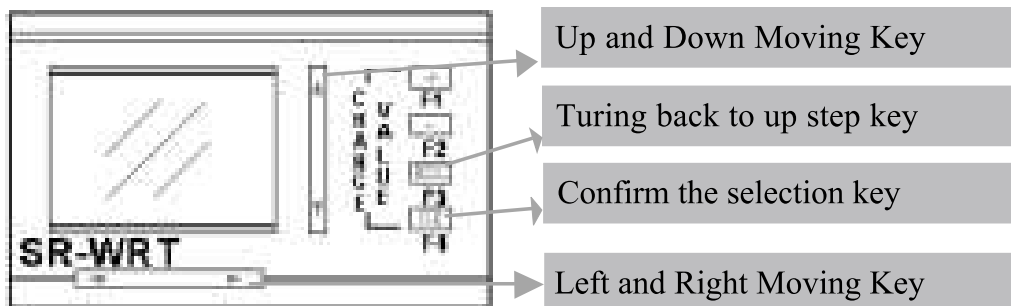 Up and Down Moving Key
F1
CHANGE
VALUE
Turing back to up step key
F2
Confirm the selection key
F3
F4
SR-WRT
Left and Right Moving Key